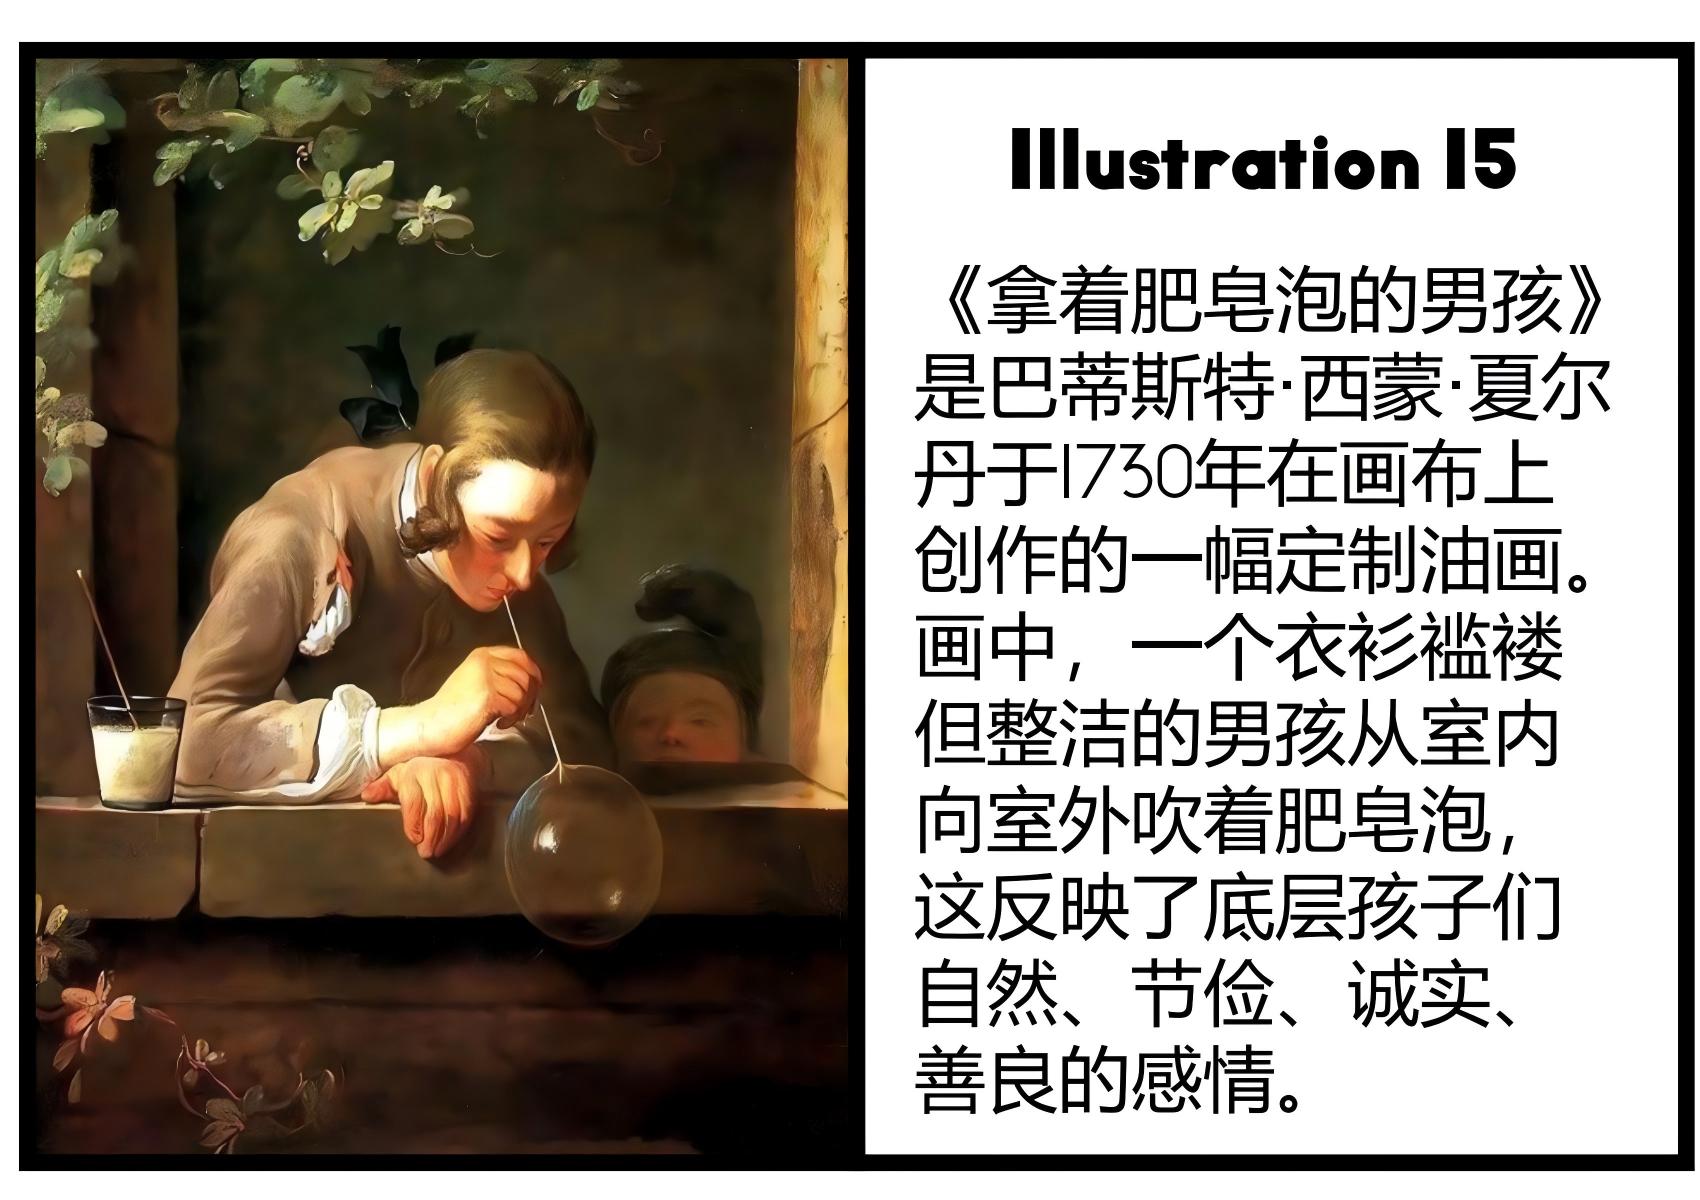 Illustration 15
《拿着肥皂泡的男孩》
是巴蒂斯特·西蒙·夏尔
丹于1730年在画布上
创作的一幅定制油画。
画中，一个衣衫褴褛
但整洁的男孩从室内
向室外吹着肥皂泡，
这反映了底层孩子们
自然、节俭、诚实、
善良的感情。